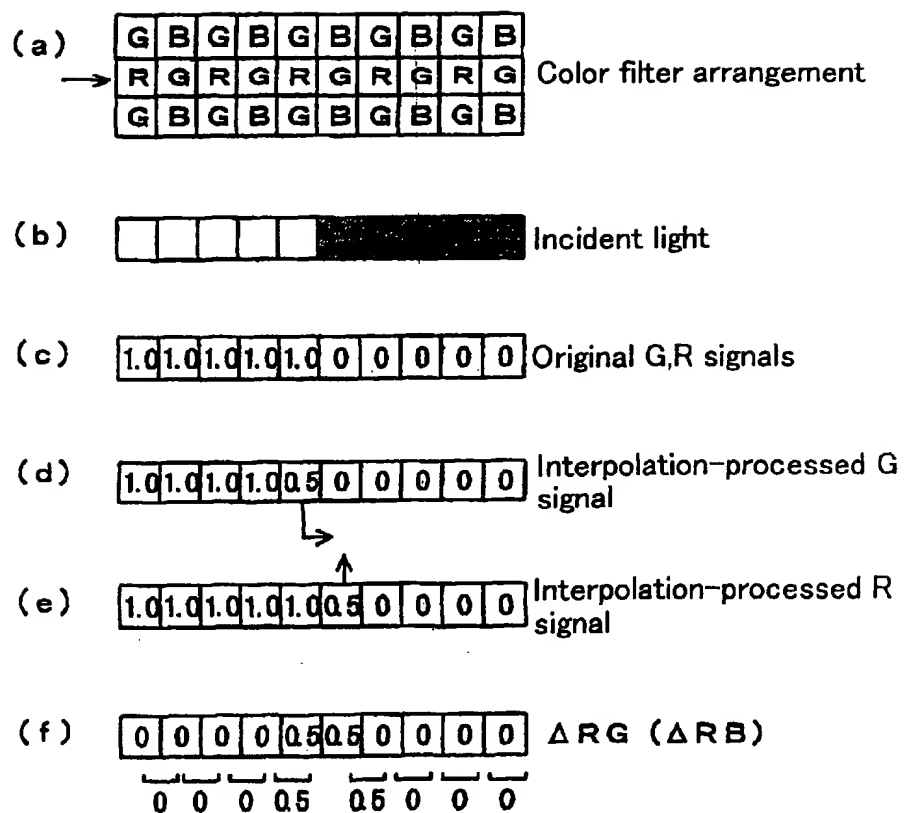 (a)
G B G B G B G B G B
R G R G R G R G R G
G B G B G B G B G B
Color filter arrangement
(b)
Incident light
(c)
1.0 1.0 1.0 1.0 1.0 0 0 0 0 0
Original G,R signals
(d)
1.0 1.0 1.0 1.0 0.5 0 0 0 0 0
Interpolation-processed G
signal
(e)
1.0 1.0 1.0 1.0 1.0 0.5 0 0 0 0
Interpolation-processed R
signal
(f)
0 0 0 0 0.5 0.5 0 0 0 0
ΔRG (ΔRB)
0 0 0 0.5 0.5 0 0 0